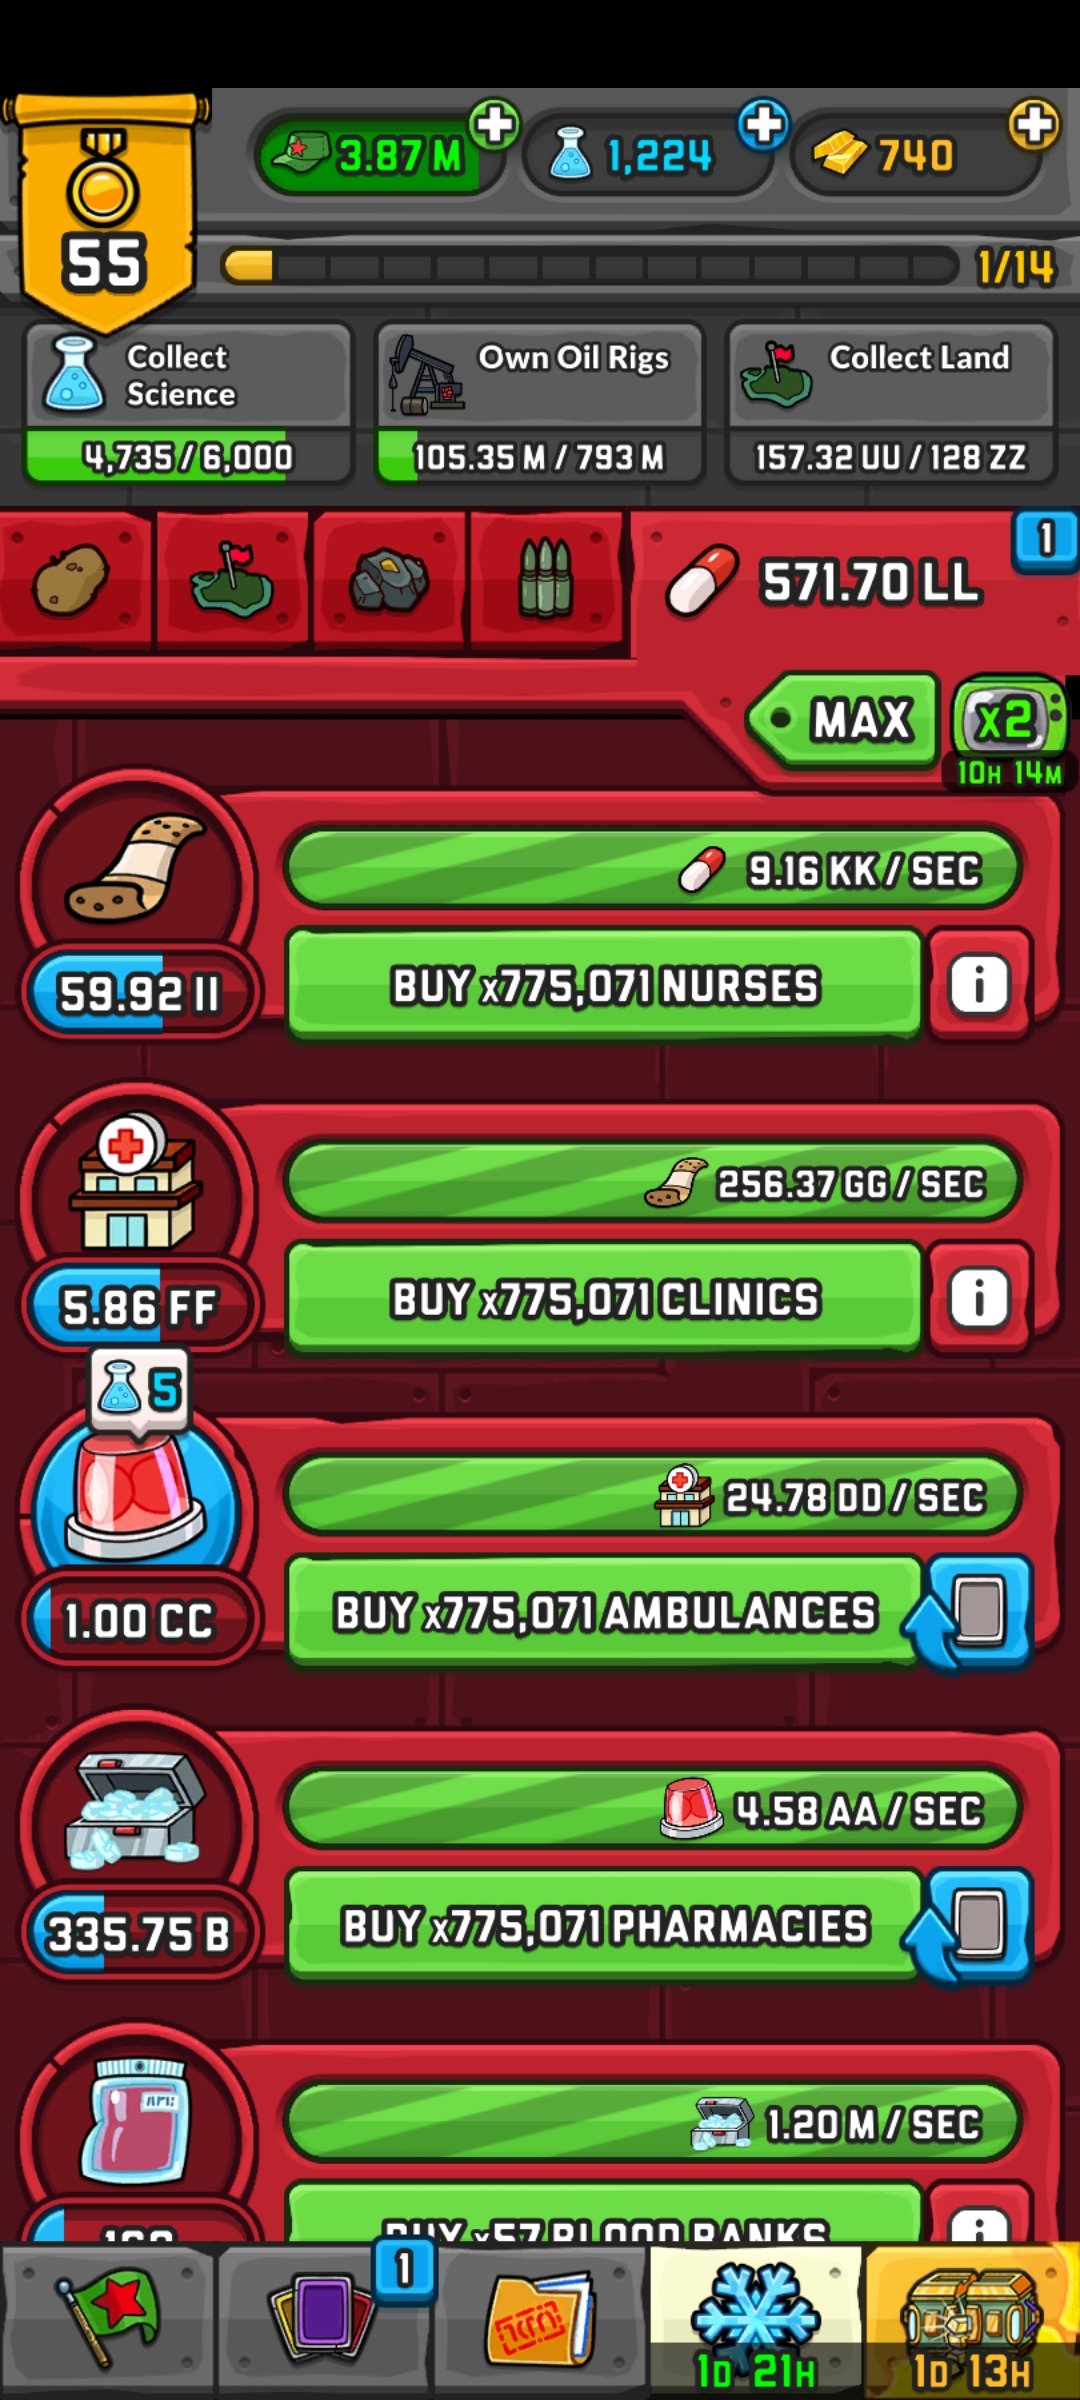 3.87 M
1,224
740
55
1/14
Collect
Science
4,735 / 6,000
Own Oil Rigs
105.35 M / 793 M
Collect Land
157.32 UU / 128 ZZ
571.70 LL
1
MAX
x2
10H 14M
9.16 KK / SEC
59.92 II
BUY x775,071 NURSES
i
256.37 GG / SEC
5.86 FF
BUY x775,071 CLINICS
i
5
24.78 DD / SEC
1.00 CC
BUY x775,071 AMBULANCES
4.58 AA / SEC
335.75 B
BUY x775,071 PHARMACIES
1.20 M / SEC
BUY x57 BLOOD BANKS
i
1
1D 21H
1D 13H